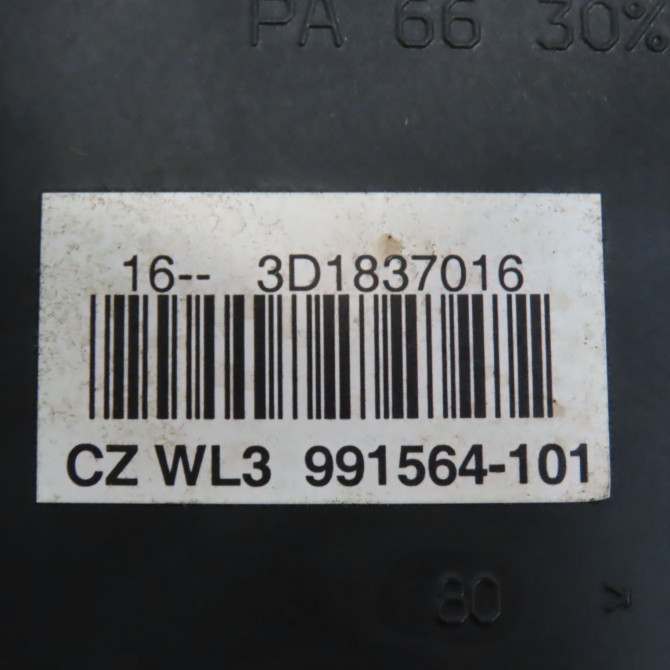 PA 66 30%
16-- 3D1837016
CZ WL3 991564-101
80